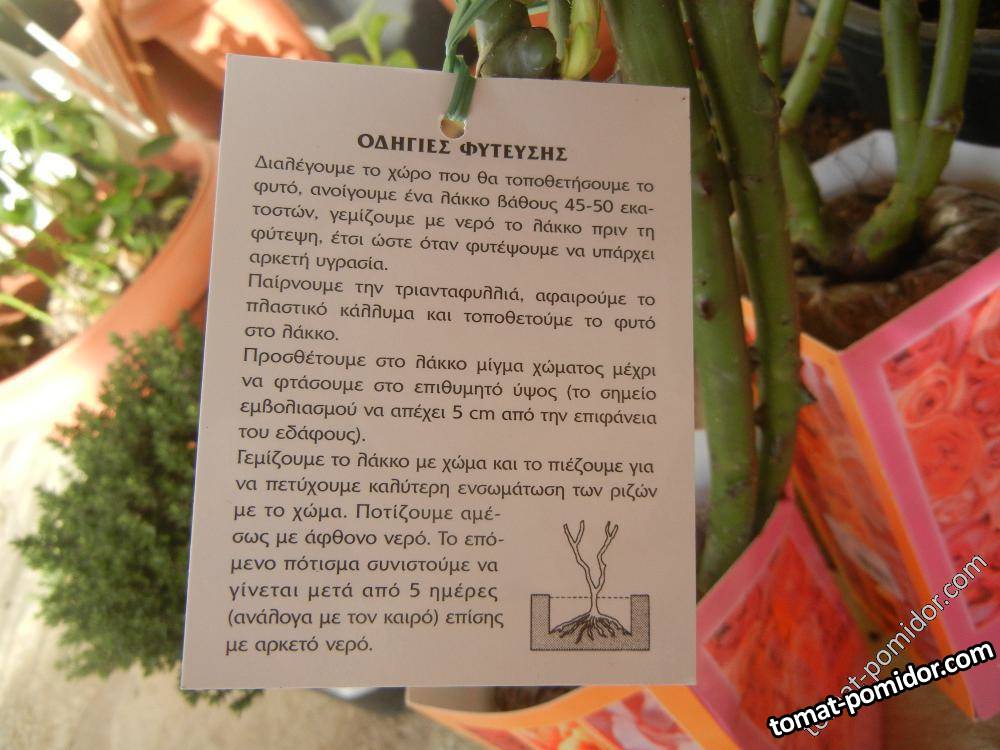 ΟΔΗΓΙΕΣ ΦΥΤΕΥΣΗΣ
Διαλέγουμε το χώρο που θα τοποθετήσουμε το
φυτό, ανοίγουμε ένα λάκκο βάθους 45-50 εκα-
τοστών, γεμίζουμε με νερό το λάκκο πριν τη
φύτεψη, έτσι ώστε όταν φυτέψουμε να υπάρχει
αρκετή υγρασία.
Παίρνουμε την τριανταφυλλιά, αφαιρούμε το
πλαστικό κάλλυμα και τοποθετούμε το φυτό
στο λάκκο.
Προσθέτουμε στο λάκκο μίγμα χώματος μέχρι
να φτάσουμε στο επιθυμητό ύψος (το σημείο
εμβολιασμού να απέχει 5 cm από την επιφάνεια
του εδάφους).
Γεμίζουμε το λάκκο με χώμα και το πιέζουμε για
να πετύχουμε καλύτερη ενσωμάτωση των ριζών
με το χώμα. Ποτίζουμε αμέ-
σως με άφθονο νερό. Το επό-
μενο πότισμα συνιστούμε να
γίνεται μετά από 5 ημέρες
(ανάλογα με τον καιρό) επίσης
με αρκετό νερό.
tomat-pomidor.com
tomat-pomidor.com